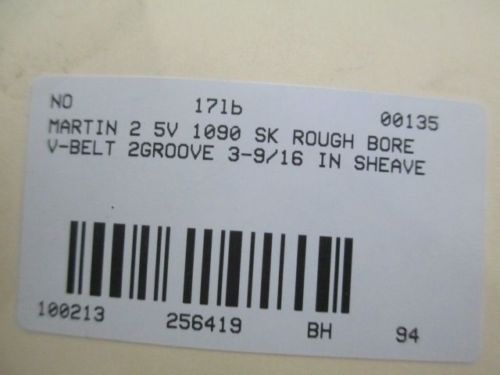 NO 17lb 00135
MARTIN 2 5V 1090 SK ROUGH BORE
V-BELT 2GROOVE 3-9/16 IN SHEAVE
100213 256419 BH 94